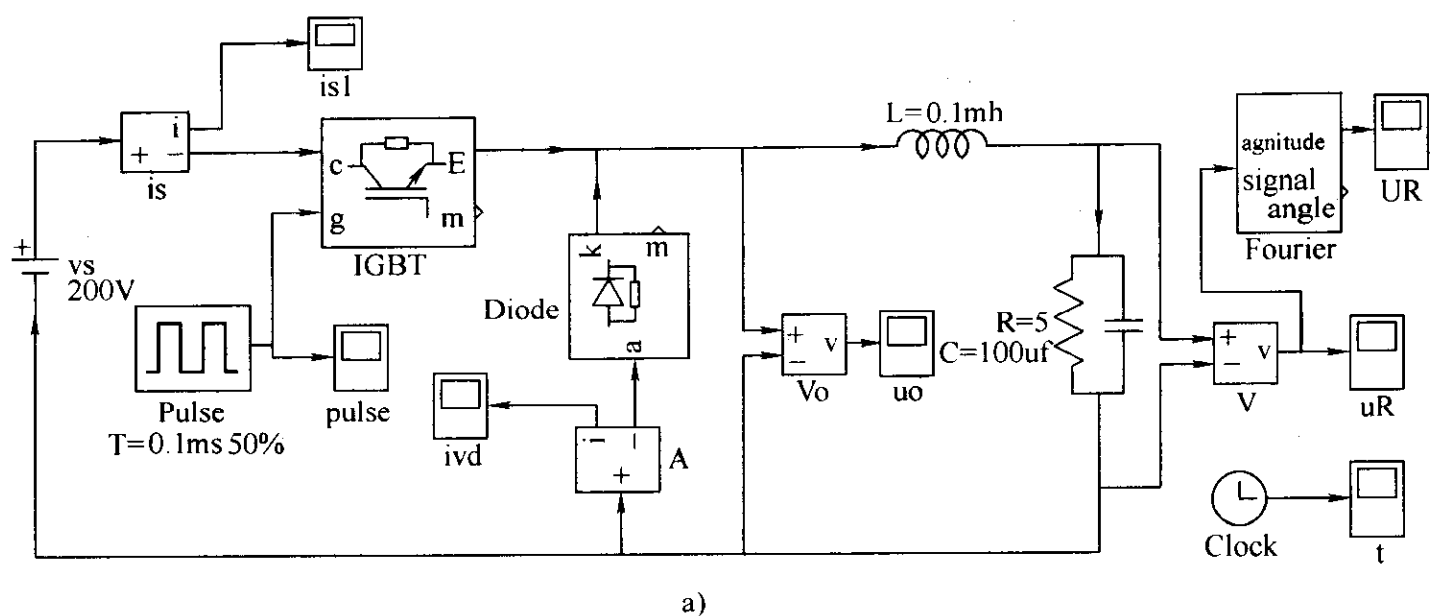 is1
i
+ −
is
c E
g m
IGBT
L=0.1mh
agnitude
signal
angle
Fourier
UR
+
vs
200V
Pulse
T=0.1ms 50%
pulse
k m
Diode
a
ivd
i −
+
A
+
− v
Vo
uo
R=5
C=100uf
+
− v
V
uR
Clock
t
a)